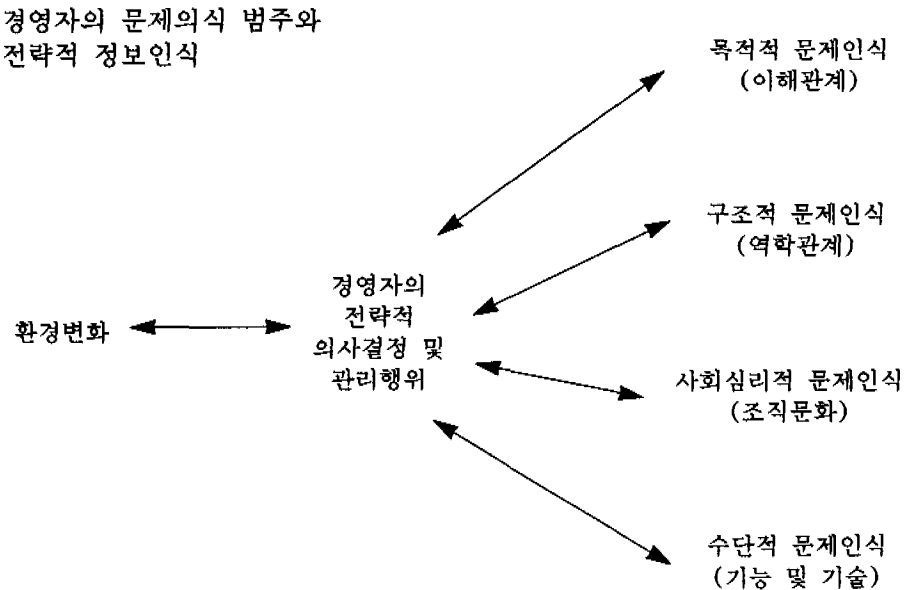 경영자의 문제의식 범주와
전략적 정보인식
목적적 문제인식
(이해관계)
구조적 문제인식
(역학관계)
경영자의
전략적
의사결정 및
관리행위
환경변화
사회심리적 문제인식
(조직문화)
수단적 문제인식
(기능 및 기술)